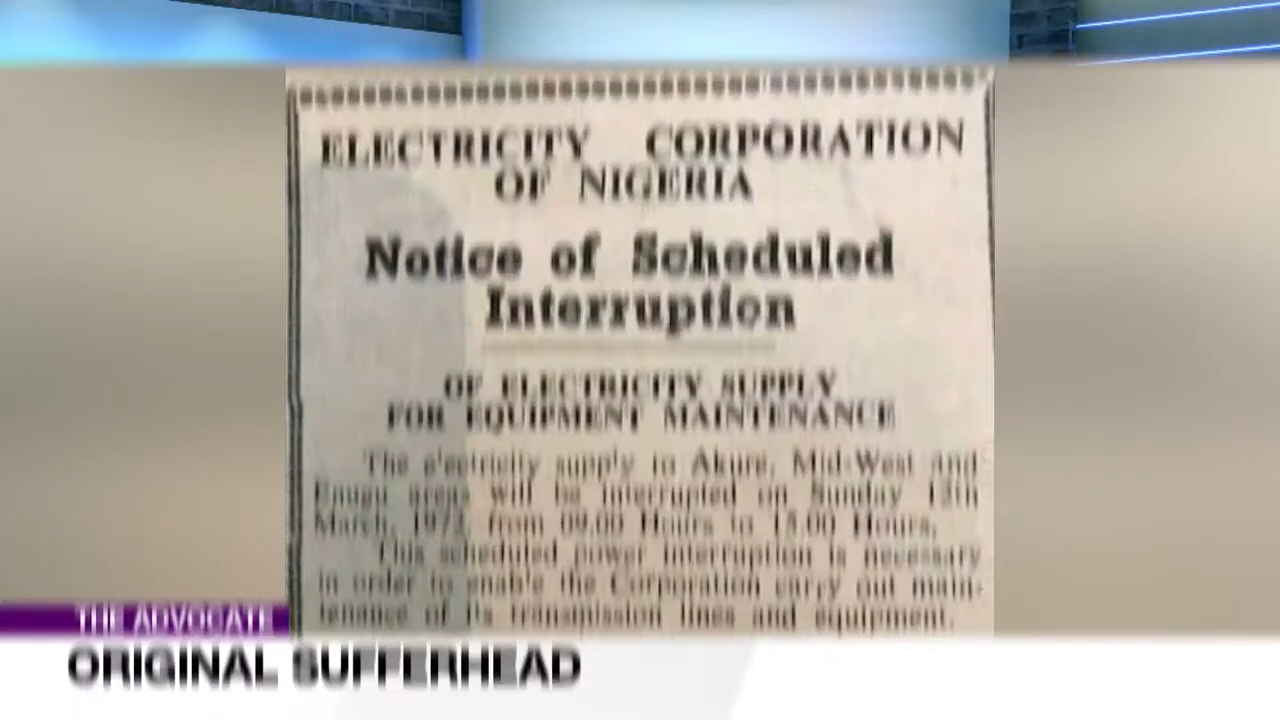 ELECTRICITY CORPORATION
OF NIGERIA
Notice of Scheduled
Interruption
OF ELECTRICITY SUPPLY
FOR EQUIPMENT MAINTENANCE
The electricity supply to Akure, Mid-West and
Enugu areas will be interrupted on Sunday 12th
March, 1972, from 09.00 Hours to 15.00 Hours.
This scheduled power interruption is necessary
in order to enable the Corporation carry out main-
tenance of its transmission lines and equipment.
THE ADVOCATE
ORIGINAL SUFFERHEAD